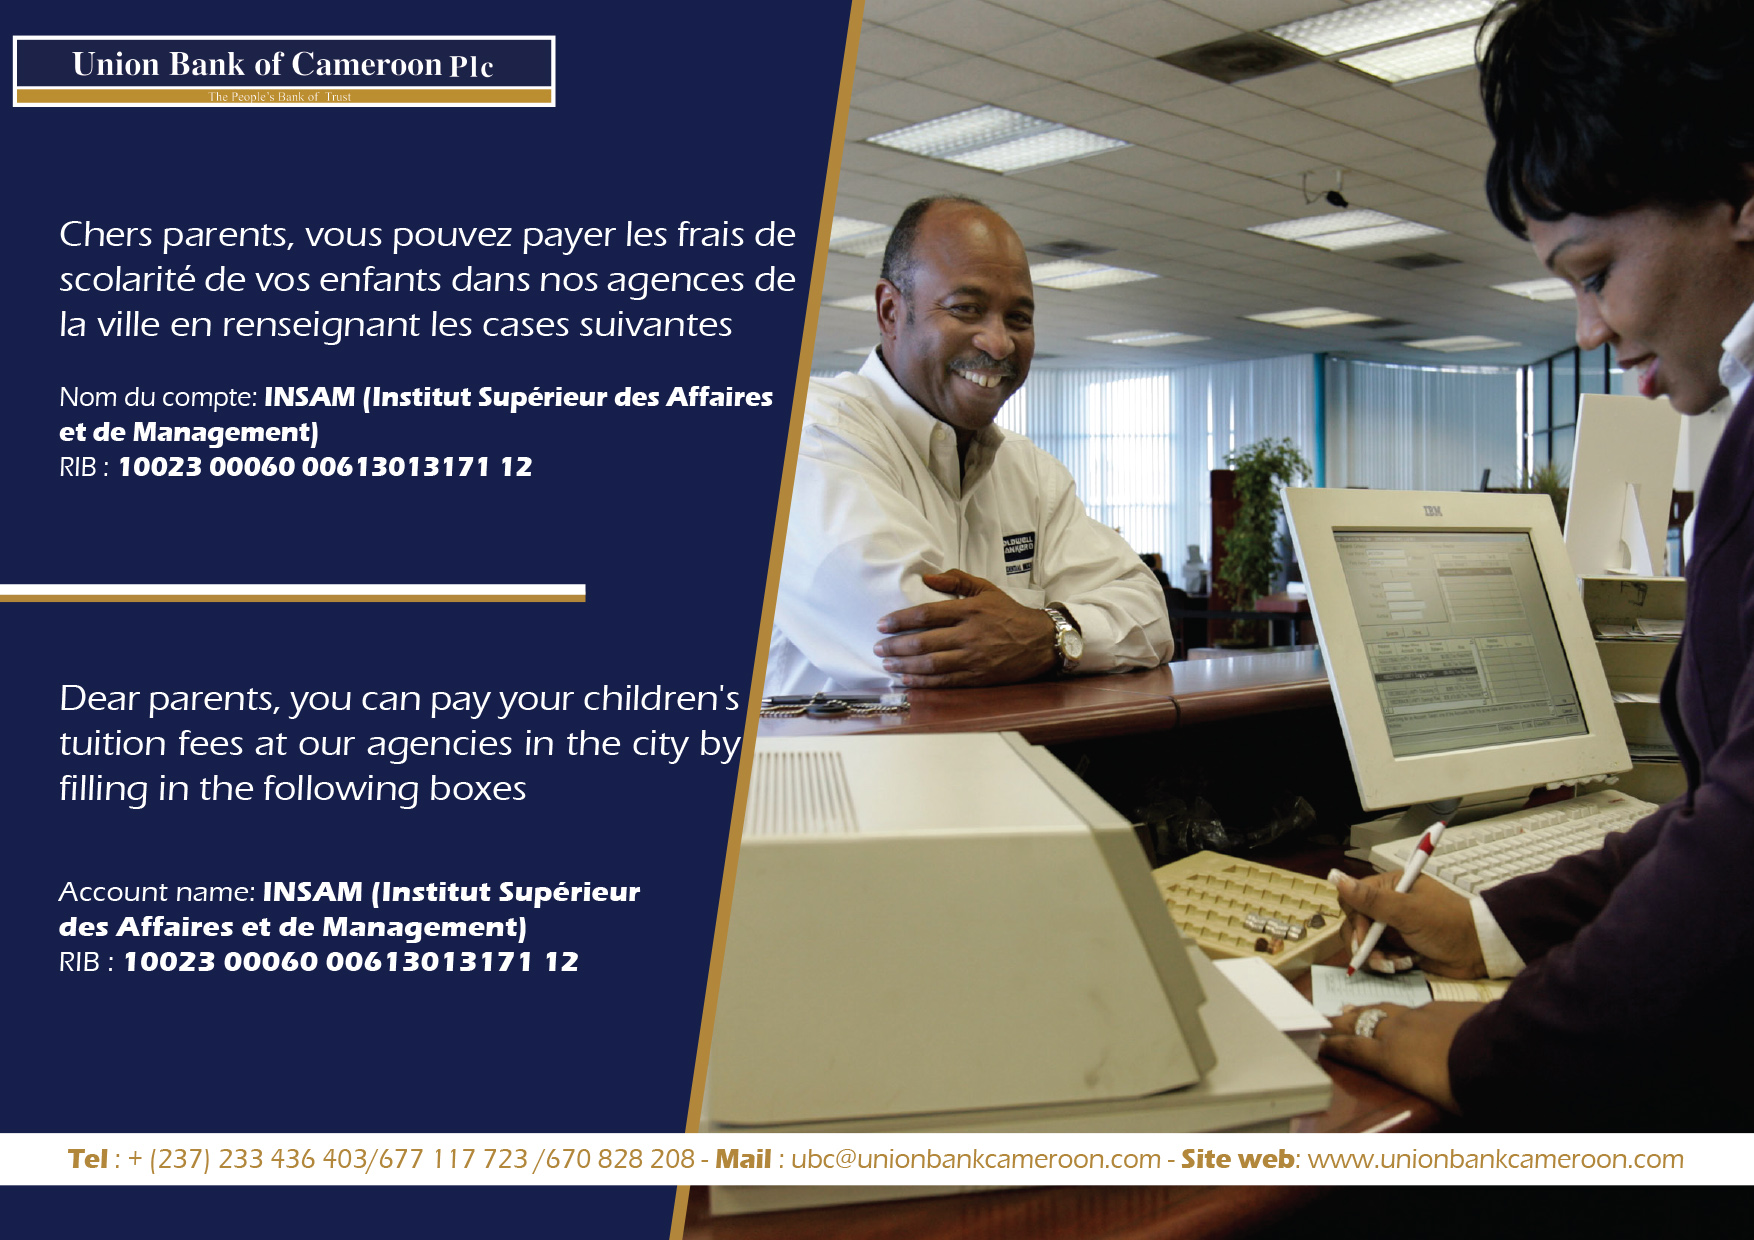 Union Bank of Cameroon Plc
The People's Bank of Trust
Chers parents, vous pouvez payer les frais de
scolarité de vos enfants dans nos agences de
la ville en renseignant les cases suivantes
Nom du compte: INSAM (Institut Supérieur des Affaires
et de Management)
RIB : 10023 00060 00613013171 12
Dear parents, you can pay your children's
tuition fees at our agencies in the city by
filling in the following boxes
Account name: INSAM (Institut Supérieur
des Affaires et de Management)
RIB : 10023 00060 00613013171 12
IBM
Tel : + (237) 233 436 403/677 117 723 /670 828 208 - Mail : ubc@unionbankcameroon.com - Site web: www.unionbankcameroon.com